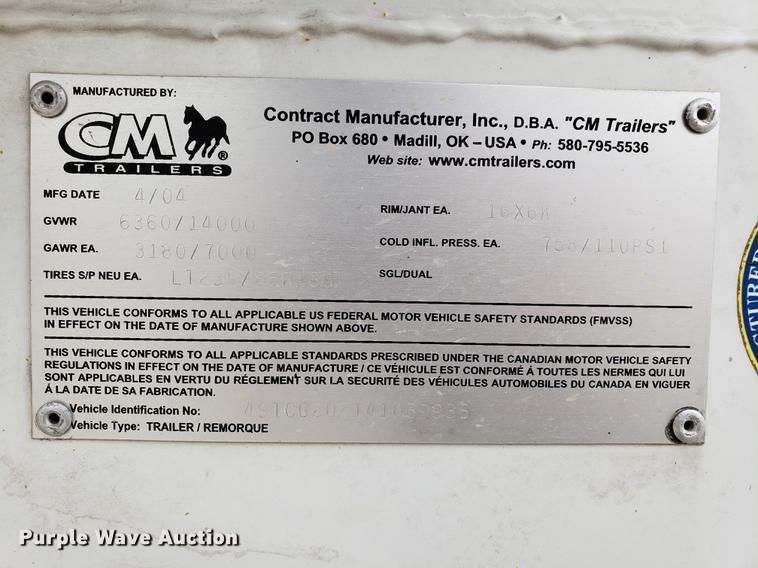 MANUFACTURED BY:
CM
TRAILERS
®
Contract Manufacturer, Inc., D.B.A. "CM Trailers"
PO Box 680 • Madill, OK – USA • Ph: 580-795-5536
Web site: www.cmtrailers.com
MFG DATE 4/04
GVWR 6360/14000
GAWR EA. 3180/7000
TIRES S/P NEU EA.
RIM/JANT EA. 16X6K
COLD INFL. PRESS. EA. 758/110PSI
SGL/DUAL
THIS VEHICLE CONFORMS TO ALL APPLICABLE US FEDERAL MOTOR VEHICLE SAFETY STANDARDS (FMVSS)
IN EFFECT ON THE DATE OF MANUFACTURE SHOWN ABOVE.
THIS VEHICLE CONFORMS TO ALL APPLICABLE STANDARDS PRESCRIBED UNDER THE CANADIAN MOTOR VEHICLE SAFETY
REGULATIONS IN EFFECT ON THE DATE OF MANUFACTURE / CE VÉHICULE EST CONFORMÉ À TOUTES LES NORMES QUI LUI
SONT APPLICABLES EN VERTU DU RÉGLEMENT SUR LA SECURITÉ DES VÉHICULES AUTOMOBILES DU CANADA EN VIGUER
Á LA DATE DE SA FABRICATION.
Vehicle Identification No:
Vehicle Type: TRAILER / REMORQUE
CTURED
Purple Wave Auction